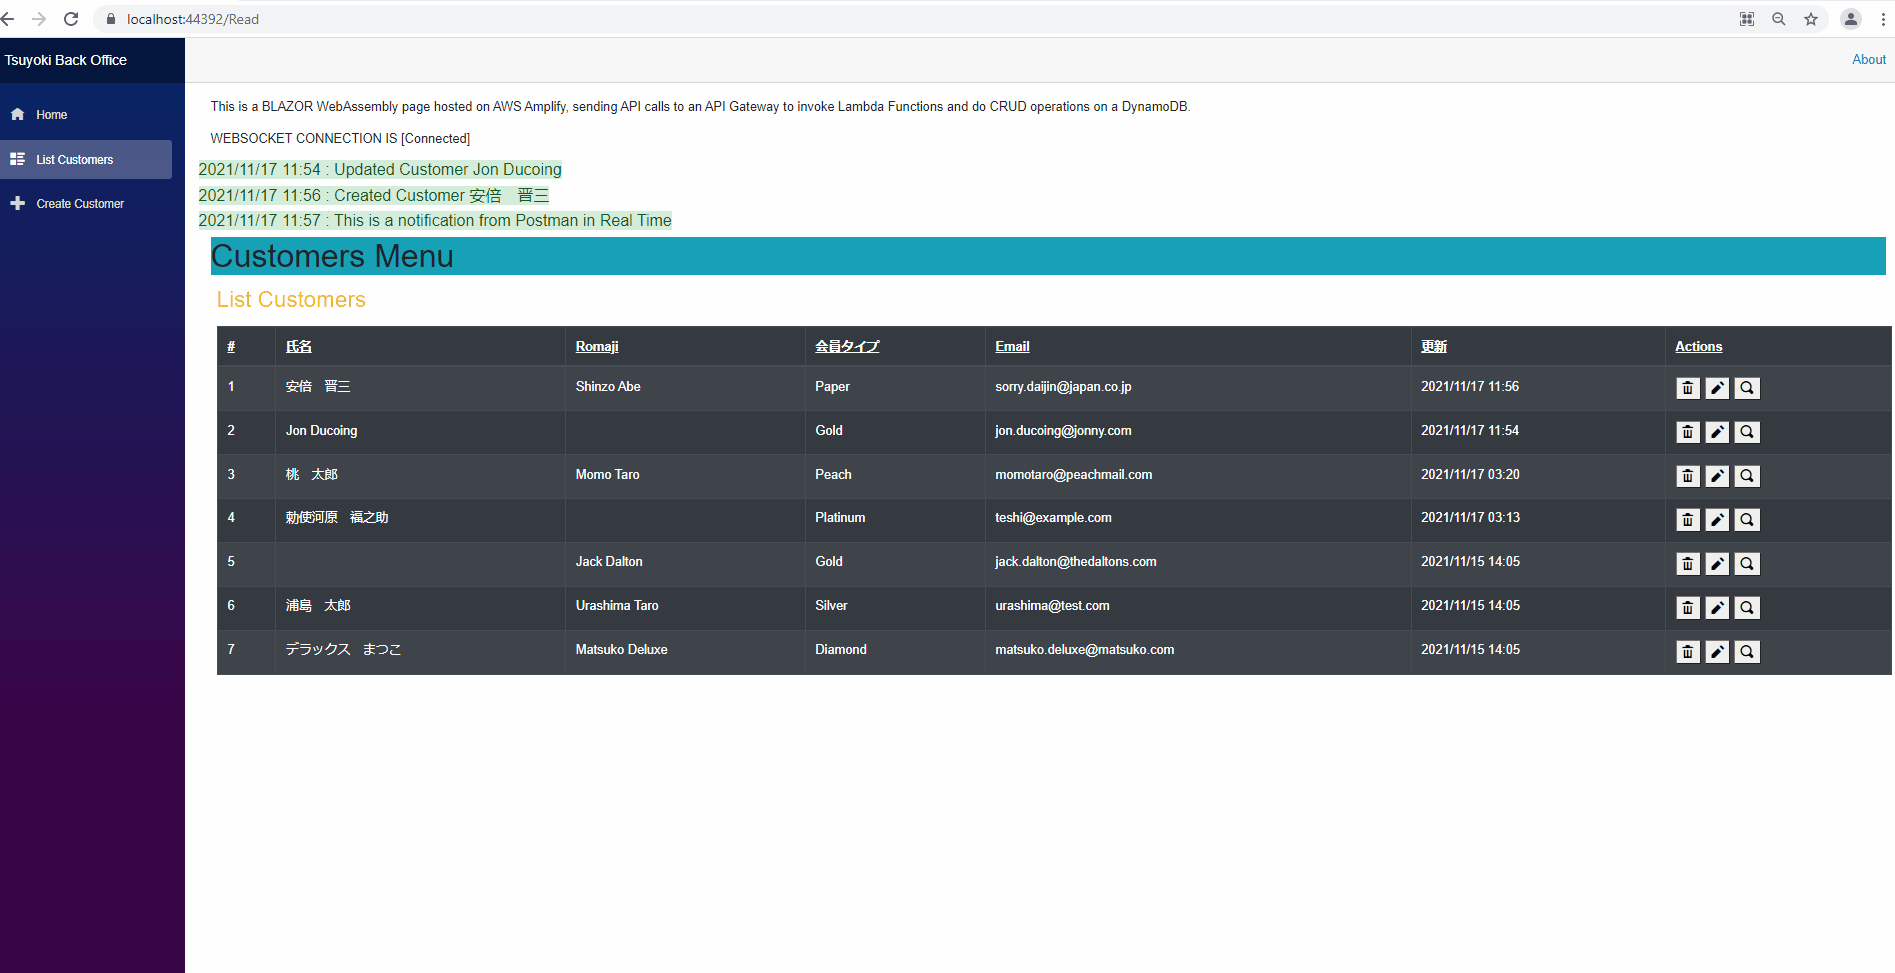 localhost:44392/Read
Tsuyoki Back Office
About
Home
List Customers
Create Customer
This is a BLAZOR WebAssembly page hosted on AWS Amplify, sending API calls to an API Gateway to invoke Lambda Functions and do CRUD operations on a DynamoDB.
WEBSOCKET CONNECTION IS [Connected]
2021/11/17 11:54 : Updated Customer Jon Ducoing
2021/11/17 11:56 : Created Customer 安倍　晋三
2021/11/17 11:57 : This is a notification from Postman in Real Time
Customers Menu
List Customers
# 氏名 Romaji 会員タイプ Email 更新 Actions
1 安倍　晋三 Shinzo Abe Paper sorry.daijin@japan.co.jp 2021/11/17 11:56
2 Jon Ducoing Gold jon.ducoing@jonny.com 2021/11/17 11:54
3 桃　太郎 Momo Taro Peach momotaro@peachmail.com 2021/11/17 03:20
4 勅使河原　福之助 Platinum teshi@example.com 2021/11/17 03:13
5 Jack Dalton Gold jack.dalton@thedaltons.com 2021/11/15 14:05
6 浦島　太郎 Urashima Taro Silver urashima@test.com 2021/11/15 14:05
7 デラックス　まつこ Matsuko Deluxe Diamond matsuko.deluxe@matsuko.com 2021/11/15 14:05